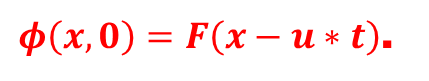 ϕ(x, 0) = F(x − u ∗ t).